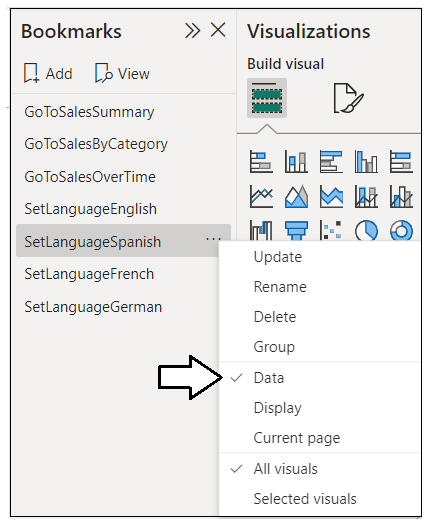 Bookmarks
Add View
GoToSalesSummary
GoToSalesByCategory
GoToSalesOverTime
SetLanguageEnglish
SetLanguageSpanish
SetLanguageFrench
SetLanguageGerman
Visualizations
Build visual
Update
Rename
Delete
Group
Data
Display
Current page
All visuals
Selected visuals